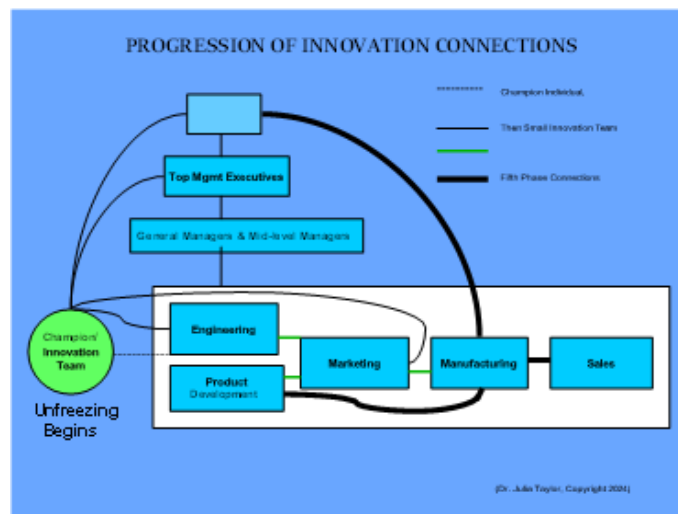 PROGRESSION OF INNOVATION CONNECTIONS
Champion Individual,
Then Small Innovation Team
Fifth Phase Connections
Top Mgmt Executives
General Managers & Mid-level Managers
Engineering
Champion/
Innovation
Team
Marketing
Manufacturing
Sales
Product
Development
Unfreezing
Begins
(Dr. Julia Taylor, Copyright 2024)